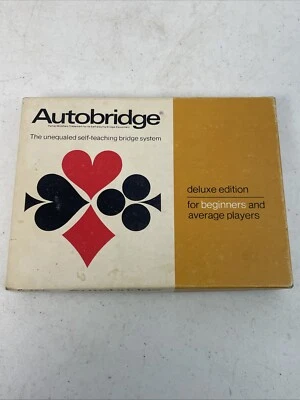 Autobridge®
The unequaled self-teaching bridge system
deluxe edition
for beginners and
average players